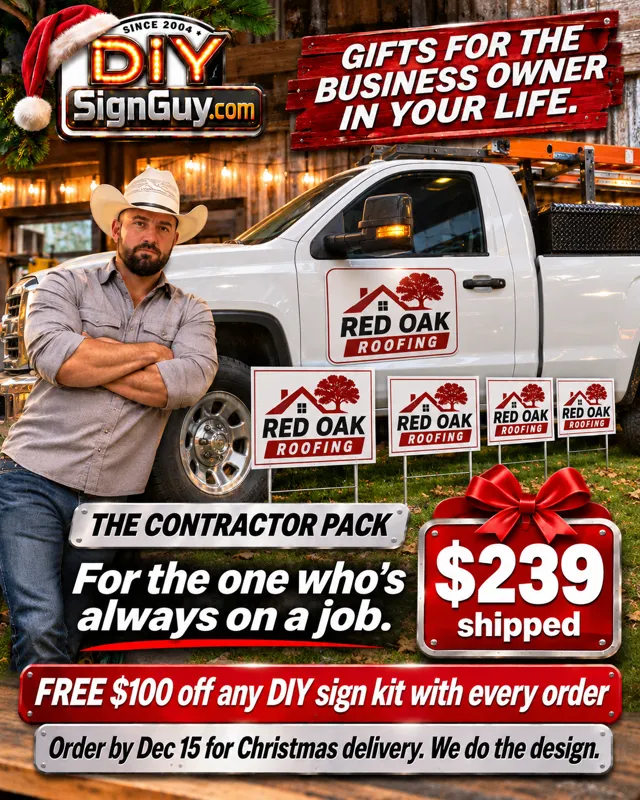 SINCE 2004
DIY
SignGuy.com
GIFTS FOR THE
BUSINESS OWNER
IN YOUR LIFE.
RED OAK
ROOFING
RED OAK
ROOFING
RED OAK
ROOFING
RED OAK
ROOFING
RED OAK
ROOFING
THE CONTRACTOR PACK
For the one who's
always on a job.
$239
shipped
FREE $100 off any DIY sign kit with every order
Order by Dec 15 for Christmas delivery. We do the design.